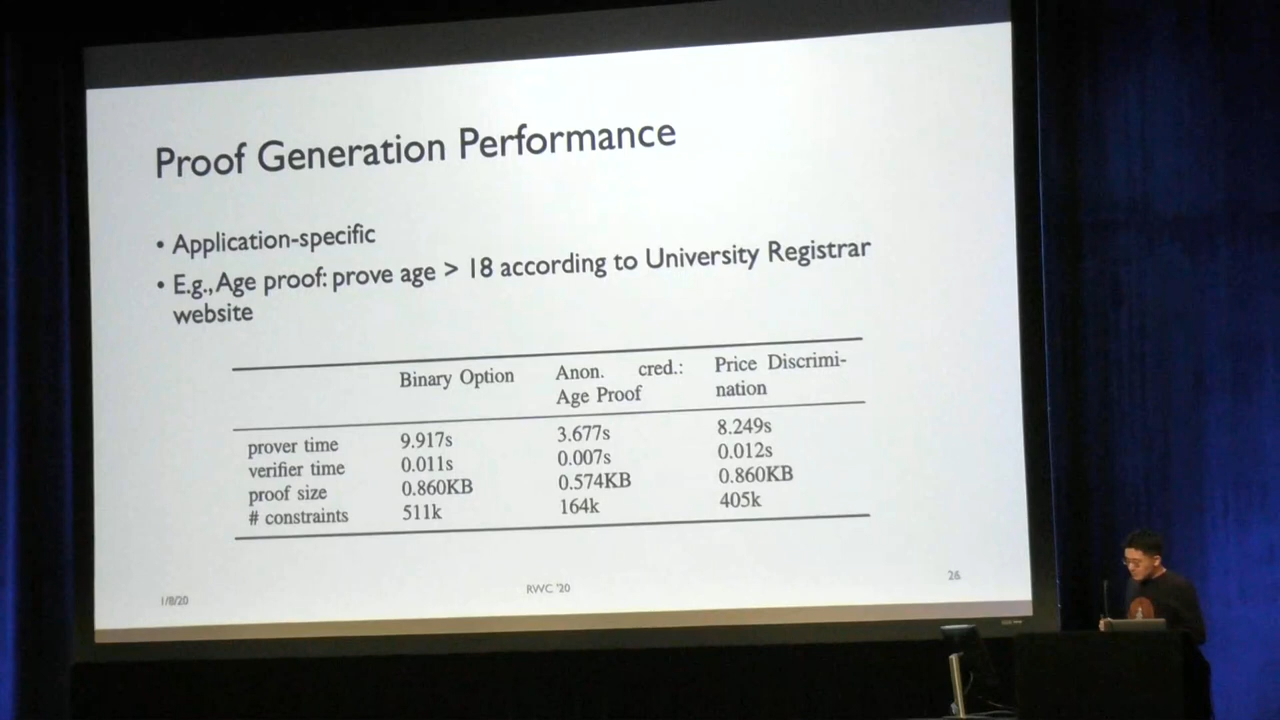 Proof Generation Performance
• Application-specific
• E.g., Age proof: prove age > 18 according to University Registrar
website
Binary Option Anon. cred.: Age Proof Price Discrimi-nation
prover time 9.917s 3.677s 8.249s
verifier time 0.011s 0.007s 0.012s
proof size 0.860KB 0.574KB 0.860KB
# constraints 511k 164k 405k
1/8/20 RWC '20 26